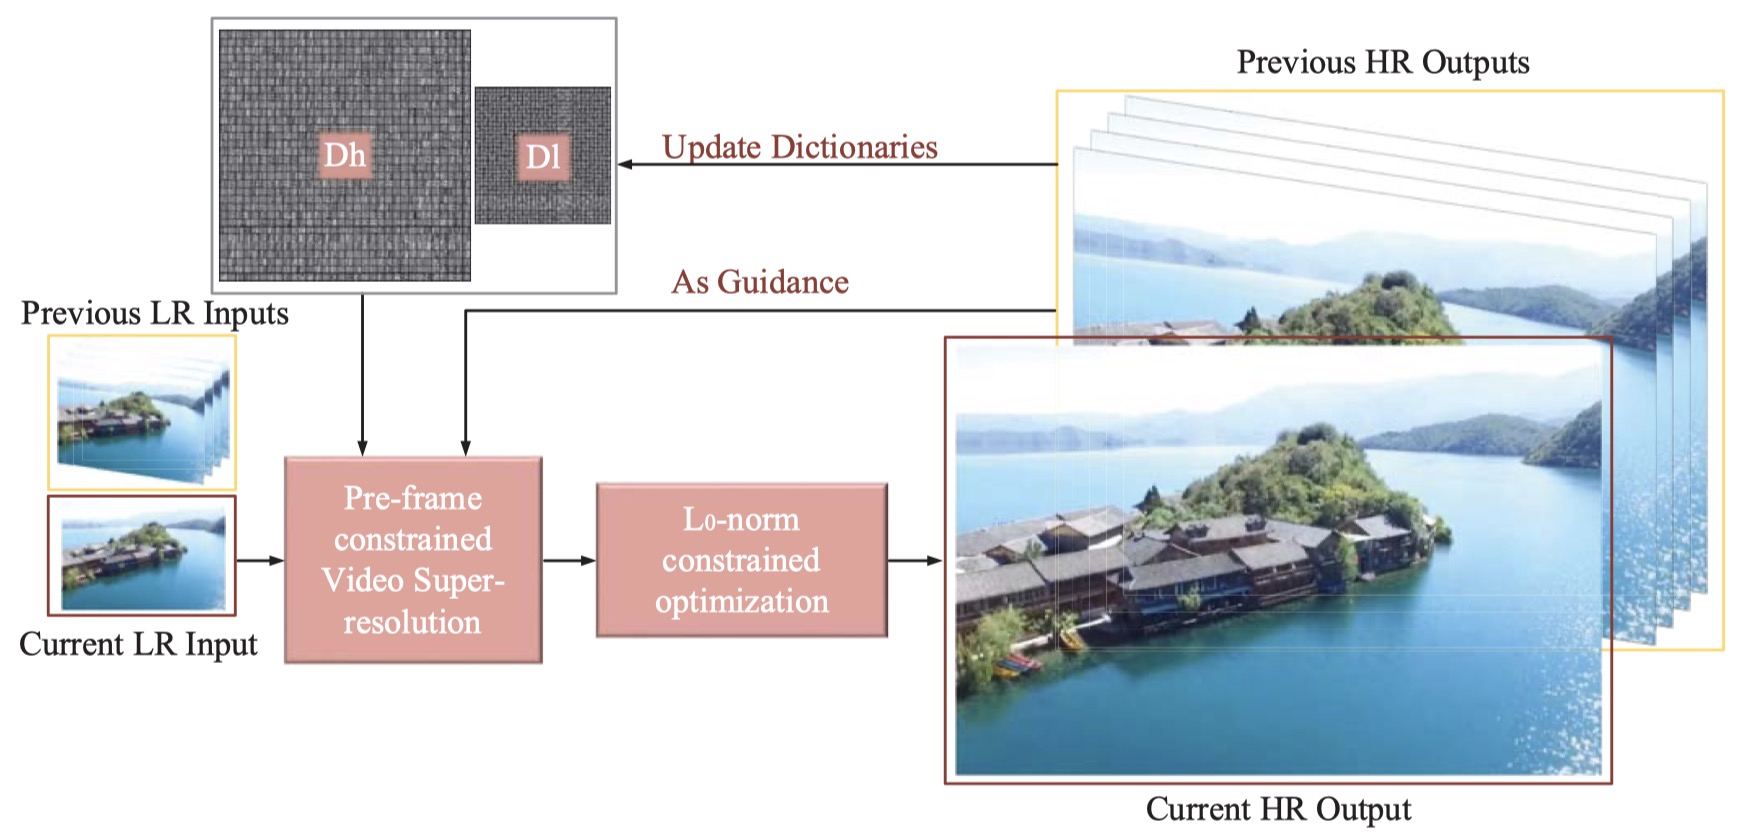 Previous HR Outputs
Dh
Dl
Update Dictionaries
As Guidance
Previous LR Inputs
Pre-frame
constrained
Video Super-
resolution
L0-norm
constrained
optimization
Current LR Input
Current HR Output